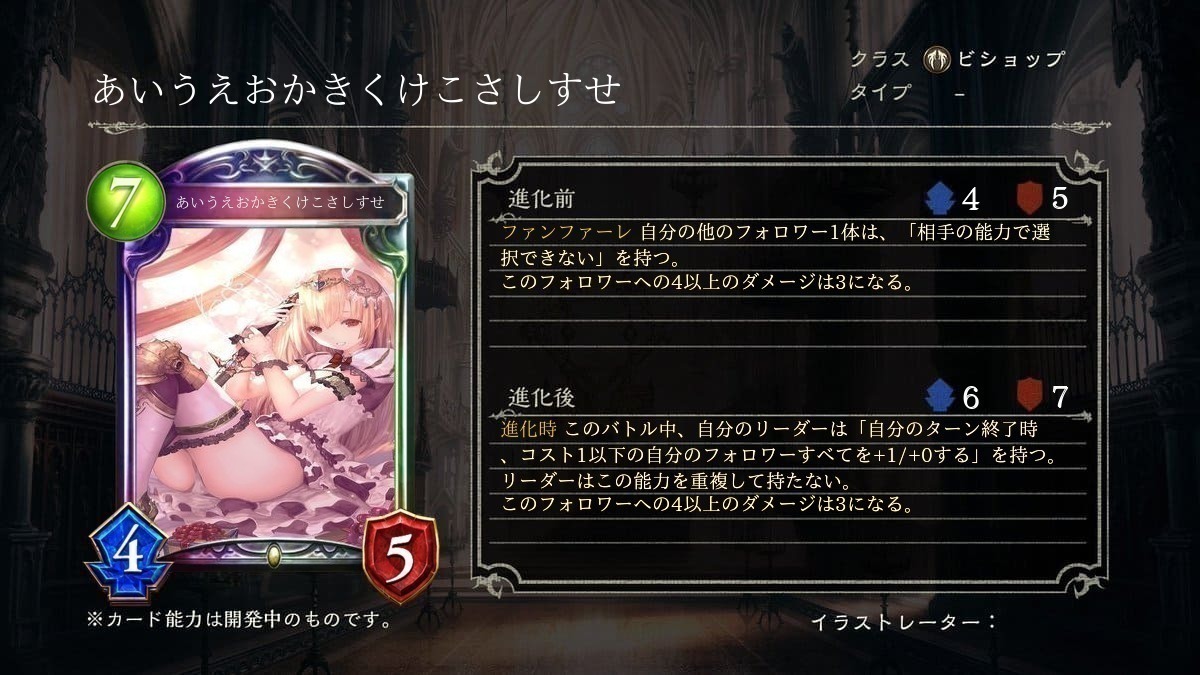 あいうえおかきくけこさしすせ
クラス ビショップ
タイプ －
7
あいうえおかきくけこさしすせ
4
5
※カード能力は開発中のものです。
進化前 4 5
ファンファーレ 自分の他のフォロワー1体は、「相手の能力で選
択できない」を持つ。
このフォロワーへの4以上のダメージは3になる。
進化後 6 7
進化時 このバトル中、自分のリーダーは「自分のターン終了時
、コスト1以下の自分のフォロワーすべてを+1/+0する」を持つ。
リーダーはこの能力を重複して持たない。
このフォロワーへの4以上のダメージは3になる。
イラストレーター：